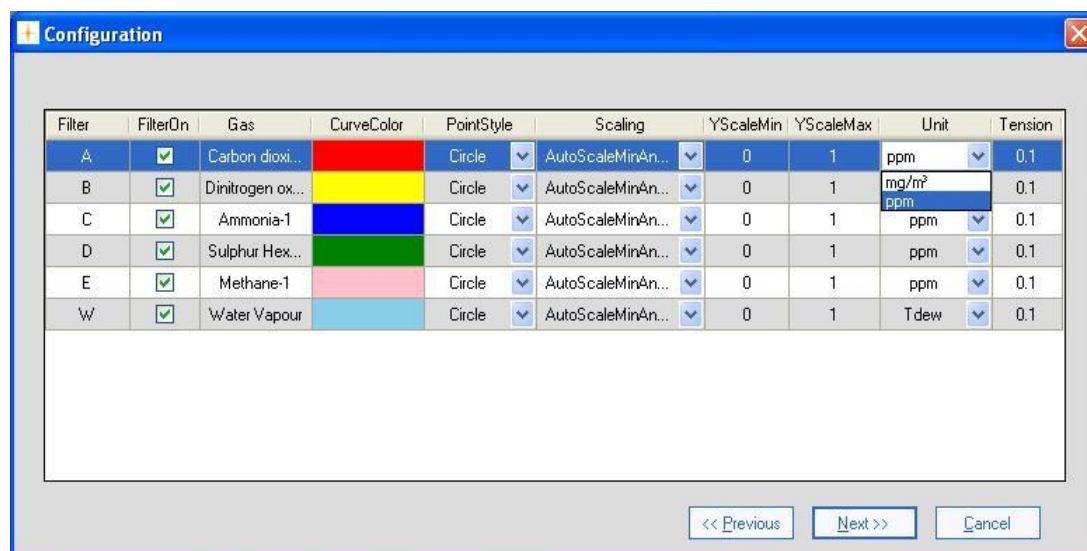 Configuration
Filter FilterOn Gas CurveColor PointStyle Scaling YScaleMin YScaleMax Unit Tension
A Carbon dioxi... Circle AutoScaleMinAn... 0 1 ppm 0.1
mg/m³
ppm
B Dinitrogen ox... Circle AutoScaleMinAn... 0 1 0.1
C Ammonia-1 Circle AutoScaleMinAn... 0 1 ppm 0.1
D Sulphur Hex... Circle AutoScaleMinAn... 0 1 ppm 0.1
E Methane-1 Circle AutoScaleMinAn... 0 1 ppm 0.1
W Water Vapour Circle AutoScaleMinAn... 0 1 Tdew 0.1
<< Previous Next >> Cancel